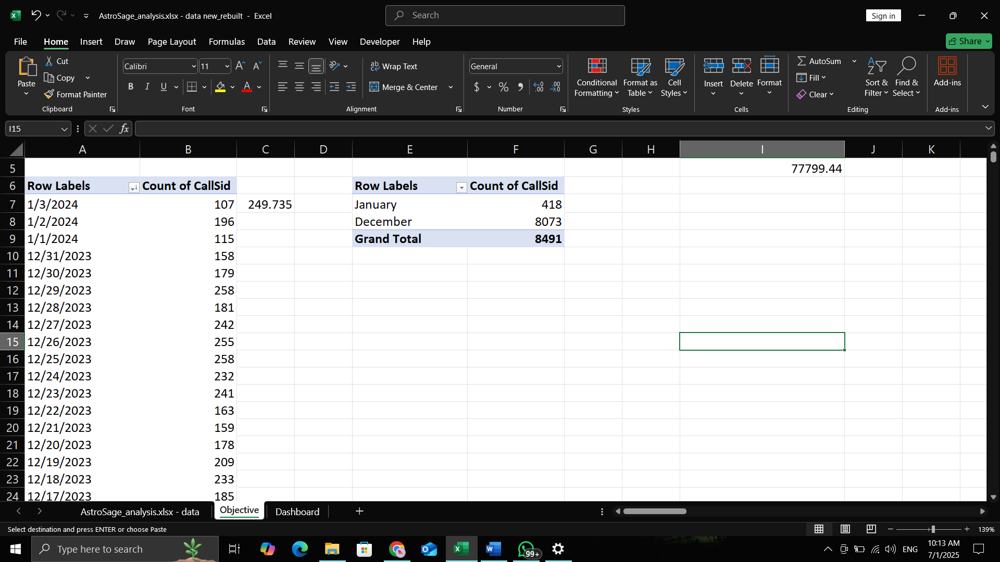 AstroSage_analysis.xlsx - data new_rebuilt - Excel
Search
Sign in
File Home Insert Draw Page Layout Formulas Data Review View Developer Help
Share
Paste
Cut
Copy
Format Painter
Clipboard
Calibri 11
B I U
Font
Wrap Text
Merge & Center
Alignment
General
$ % 9
Number
Conditional Formatting
Format as Table
Cell Styles
Styles
Insert Delete Format
Cells
AutoSum
Fill
Clear
Sort & Filter
Find & Select
Editing
Add-ins
Add-ins
I15 fx
A B C D E F G H I J K
5 77799.44
6 Row Labels Count of CallSid Row Labels Count of CallSid
7 1/3/2024 107 249.735 January 418
8 1/2/2024 196 December 8073
9 1/1/2024 115 Grand Total 8491
10 12/31/2023 158
11 12/30/2023 179
12 12/29/2023 258
13 12/28/2023 181
14 12/27/2023 242
15 12/26/2023 255
16 12/25/2023 258
17 12/24/2023 232
18 12/23/2023 241
19 12/22/2023 163
20 12/21/2023 159
21 12/20/2023 178
22 12/19/2023 209
23 12/18/2023 233
24 12/17/2023 185
AstroSage_analysis.xlsx - data Objective Dashboard
Select destination and press ENTER or choose Paste
139%
Type here to search
99+
ENG
10:13 AM
7/1/2025